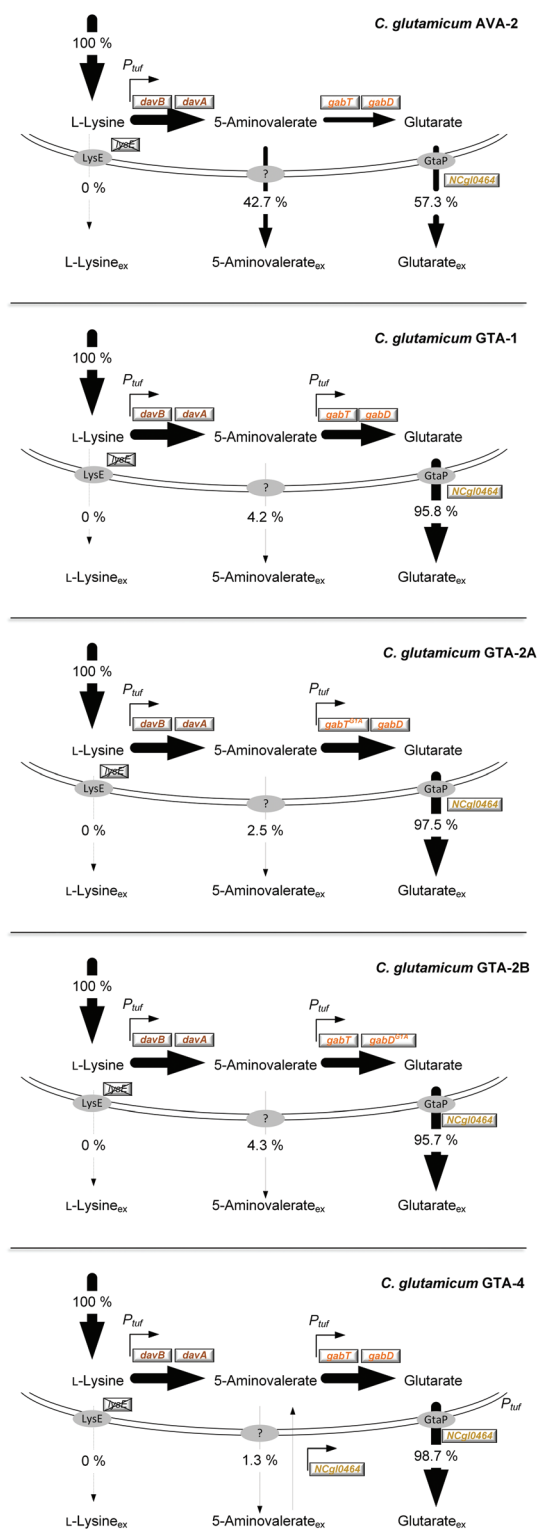 C. glutamicum AVA-2
100 %
Ptuf
davB davA gabT gabD
L-Lysine 5-Aminovalerate Glutarate
lysE
LysE ? GtaP
NCgl0464
0 % 42.7 % 57.3 %
L-Lysineex 5-Aminovalerateex Glutarateex
C. glutamicum GTA-1
100 %
Ptuf Ptuf
davB davA gabT gabD
L-Lysine 5-Aminovalerate Glutarate
lysE
LysE ? GtaP
NCgl0464
0 % 4.2 % 95.8 %
L-Lysineex 5-Aminovalerateex Glutarateex
C. glutamicum GTA-2A
100 %
Ptuf Ptuf
davB davA gabTGTA gabD
L-Lysine 5-Aminovalerate Glutarate
lysE
LysE ? GtaP
NCgl0464
0 % 2.5 % 97.5 %
L-Lysineex 5-Aminovalerateex Glutarateex
C. glutamicum GTA-2B
100 %
Ptuf Ptuf
davB davA gabT gabDGTA
L-Lysine 5-Aminovalerate Glutarate
lysE
LysE ? GtaP
NCgl0464
0 % 4.3 % 95.7 %
L-Lysineex 5-Aminovalerateex Glutarateex
C. glutamicum GTA-4
100 %
Ptuf Ptuf
davB davA gabT gabD
L-Lysine 5-Aminovalerate Glutarate
lysE Ptuf
LysE ? GtaP
NCgl0464
0 % 1.3 % NCgl0464 98.7 %
L-Lysineex 5-Aminovalerateex Glutarateex